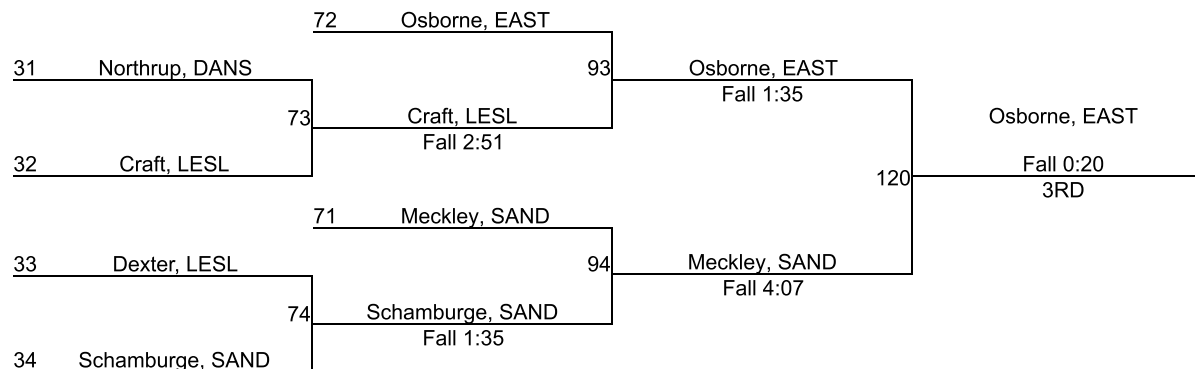 72 Osborne, EAST
31 Northrup, DANS
93 Osborne, EAST
Fall 1:35
73 Craft, LESL
Fall 2:51
Osborne, EAST
32 Craft, LESL
Fall 0:20
120
3RD
71 Meckley, SAND
33 Dexter, LESL
94 Meckley, SAND
Fall 4:07
74 Schamburge, SAND
Fall 1:35
34 Schamburge, SAND